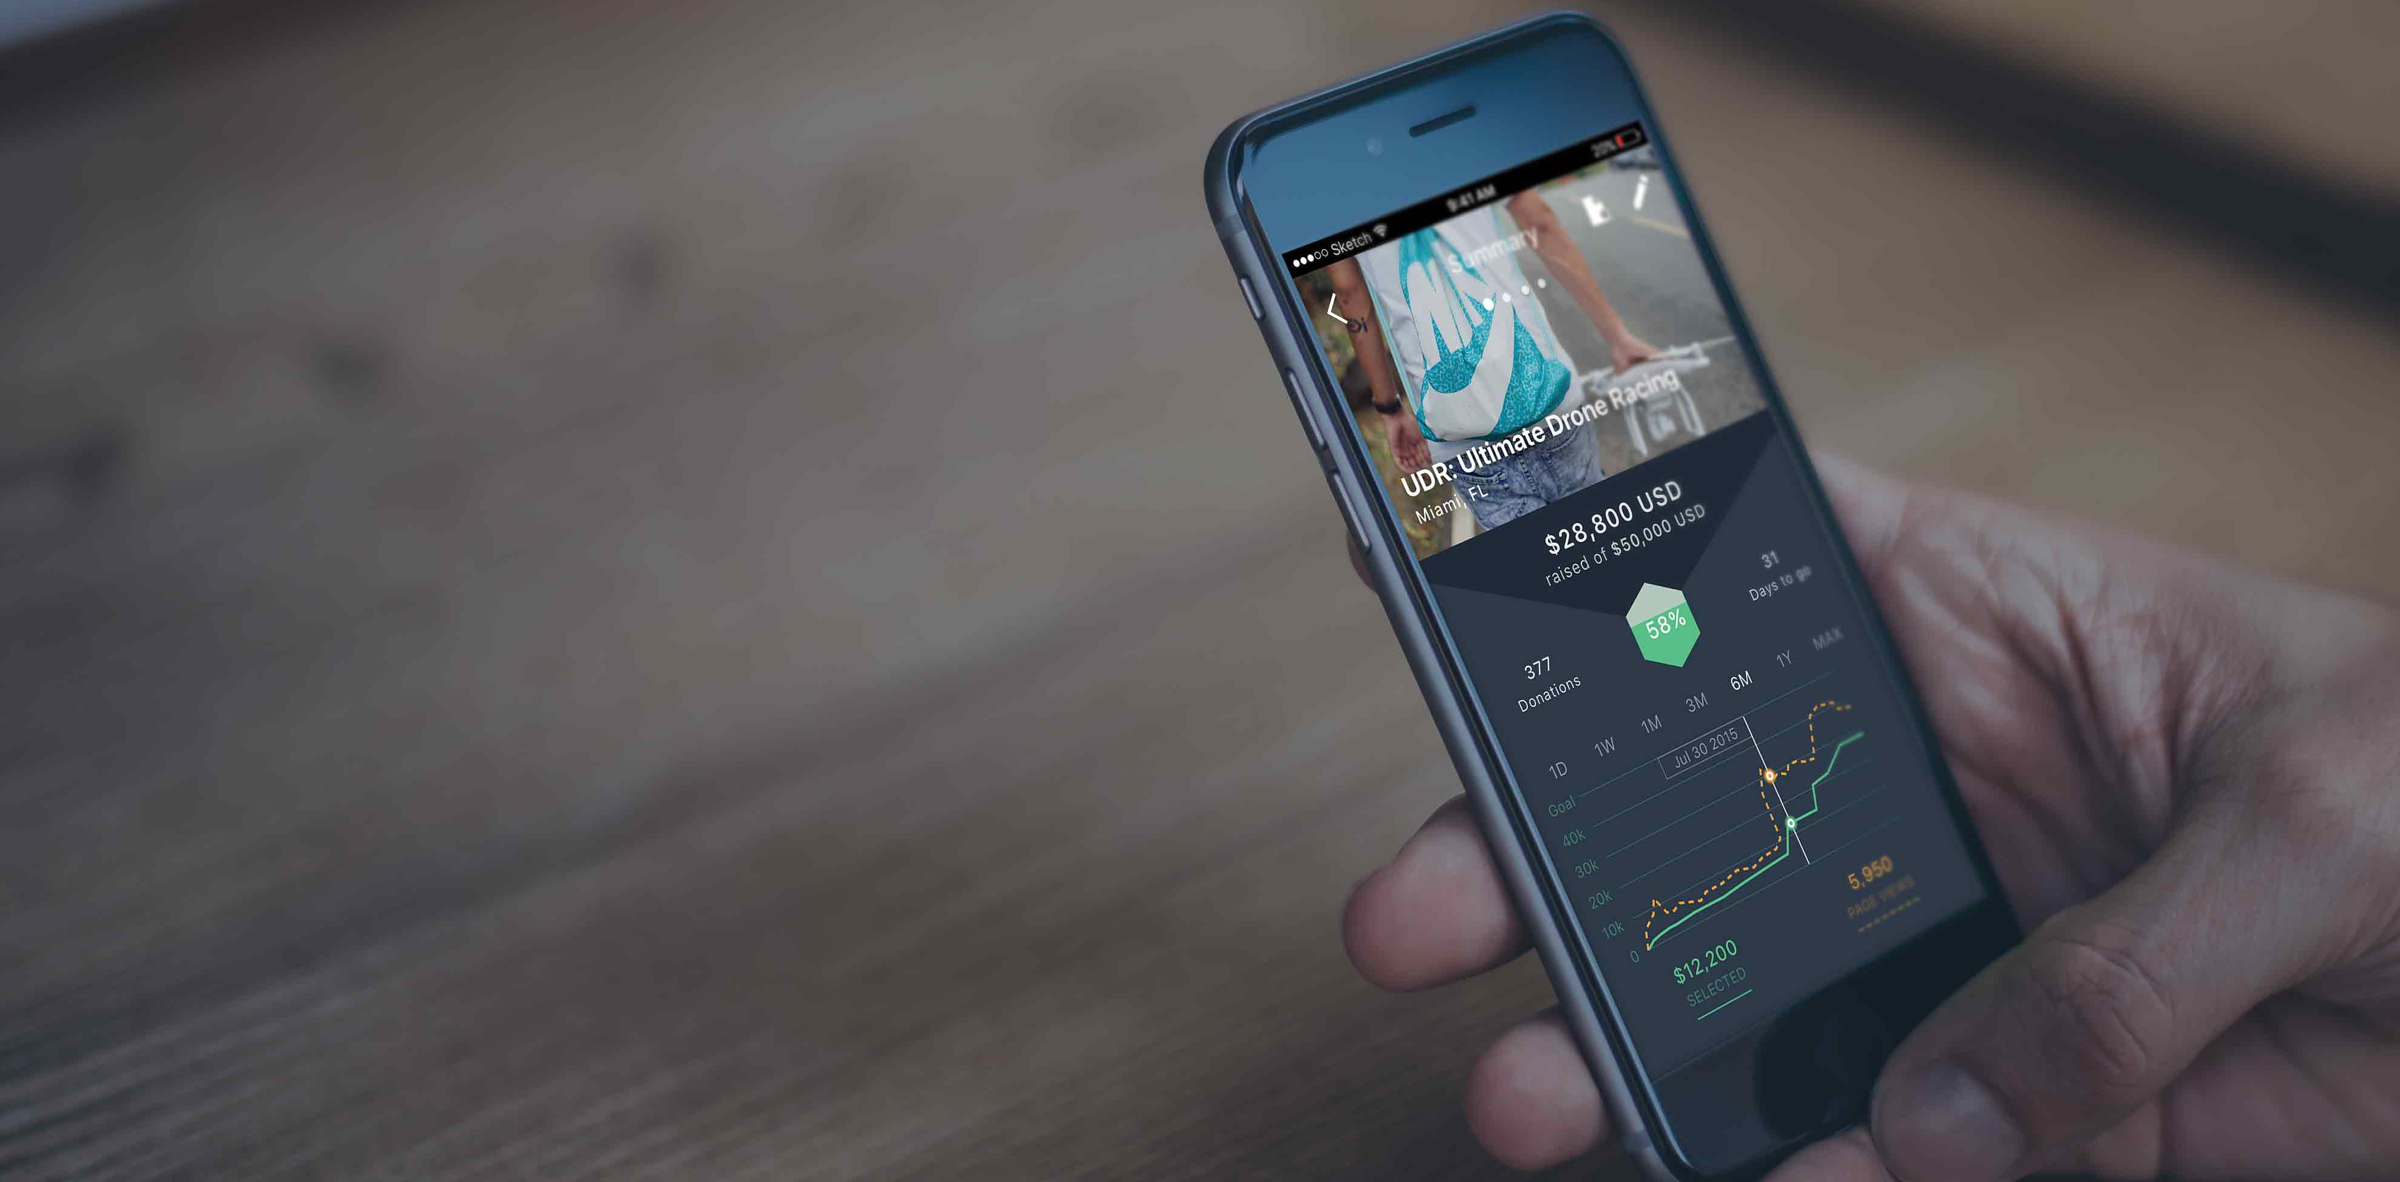 Sketch 9:41 AM 20%
Summary
UDR: Ultimate Drone Racing
Miami, FL
$28,800 USD
raised of $50,000 USD
58%
31
Days to go
377
Donations
1D 1W 1M 3M 6M 1Y MAX
Jul 30 2015
Goal
40k
30k
20k
10k
0
$12,200
SELECTED
5,950
PAGE VIEWS